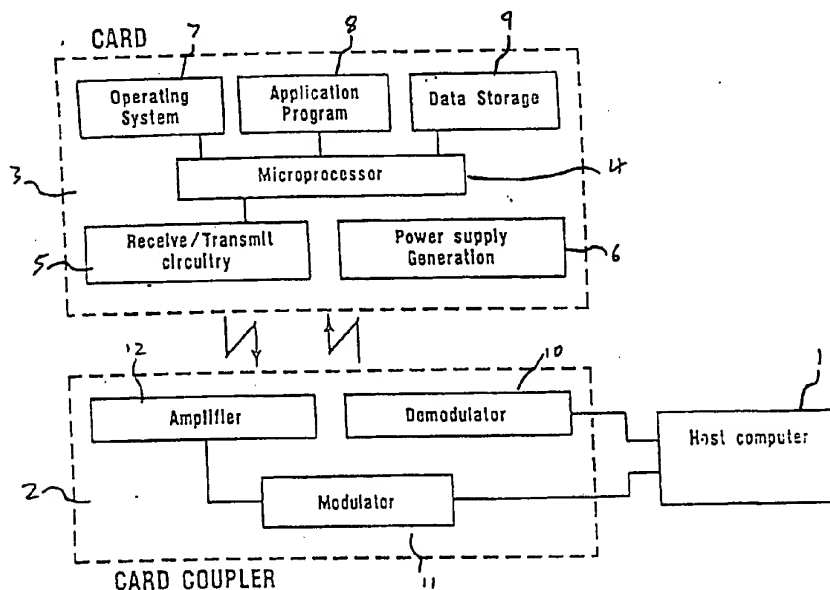 CARD
7
8
9
Operating
System
Application
Program
Data Storage
3
Microprocessor
4
Receive/Transmit
circuitry
5
Power supply
Generation
6
12
10
1
Amplifier
Demodulator
Host computer
2
Modulator
CARD COUPLER
11